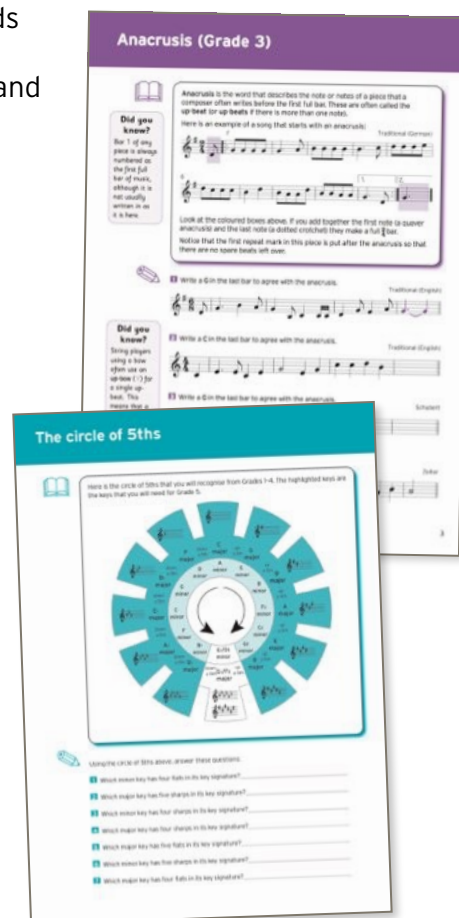 ds
and
Anacrusis (Grade 3)
Anacrusis is the word that describes the note or notes of a piece that a
composer often writes before the first full bar. These are often called the
up-beat (or up-beats if there is more than one note).
Here is an example of a song that starts with an anacrusis:
Traditional (German)
Did you
know?
Bar 1 of any
piece is always
numbered as
the first full
bar of music,
although it is
not usually
written in as
it is here.
Look at the coloured boxes above. If you add together the first note (a quaver
anacrusis) and the last note (a dotted crotchet) they make a full bar.
Notice that the first repeat mark in this piece is put after the anacrusis so that
there are no spare beats left over.
1 Write a G in the last bar to agree with the anacrusis.
Traditional (English)
Did you
know?
String players
using a bow
often use an
up-bow for
a single up-
beat. This
means that a
2 Write a C in the last bar to agree with the anacrusis.
Traditional (English)
3 Write a G in the last bar to agree with the anacrusis.
Schubert
3
The circle of 5ths
Here is the circle of 5ths that you will recognise from Grades 1-4. The highlighted keys are
the keys that you will need for Grade 5.
C
major
A
minor
Using the circle of 5ths above, answer these questions.
1 Which minor key has four flats in its key signature?
2 Which major key has five sharps in its key signature?
3 Which minor key has four sharps in its key signature?
4 Which major key has four sharps in its key signature?
5 Which major key has five flats in its key signature?
6 Which minor key has five sharps in its key signature?
7 Which major key has four flats in its key signature?